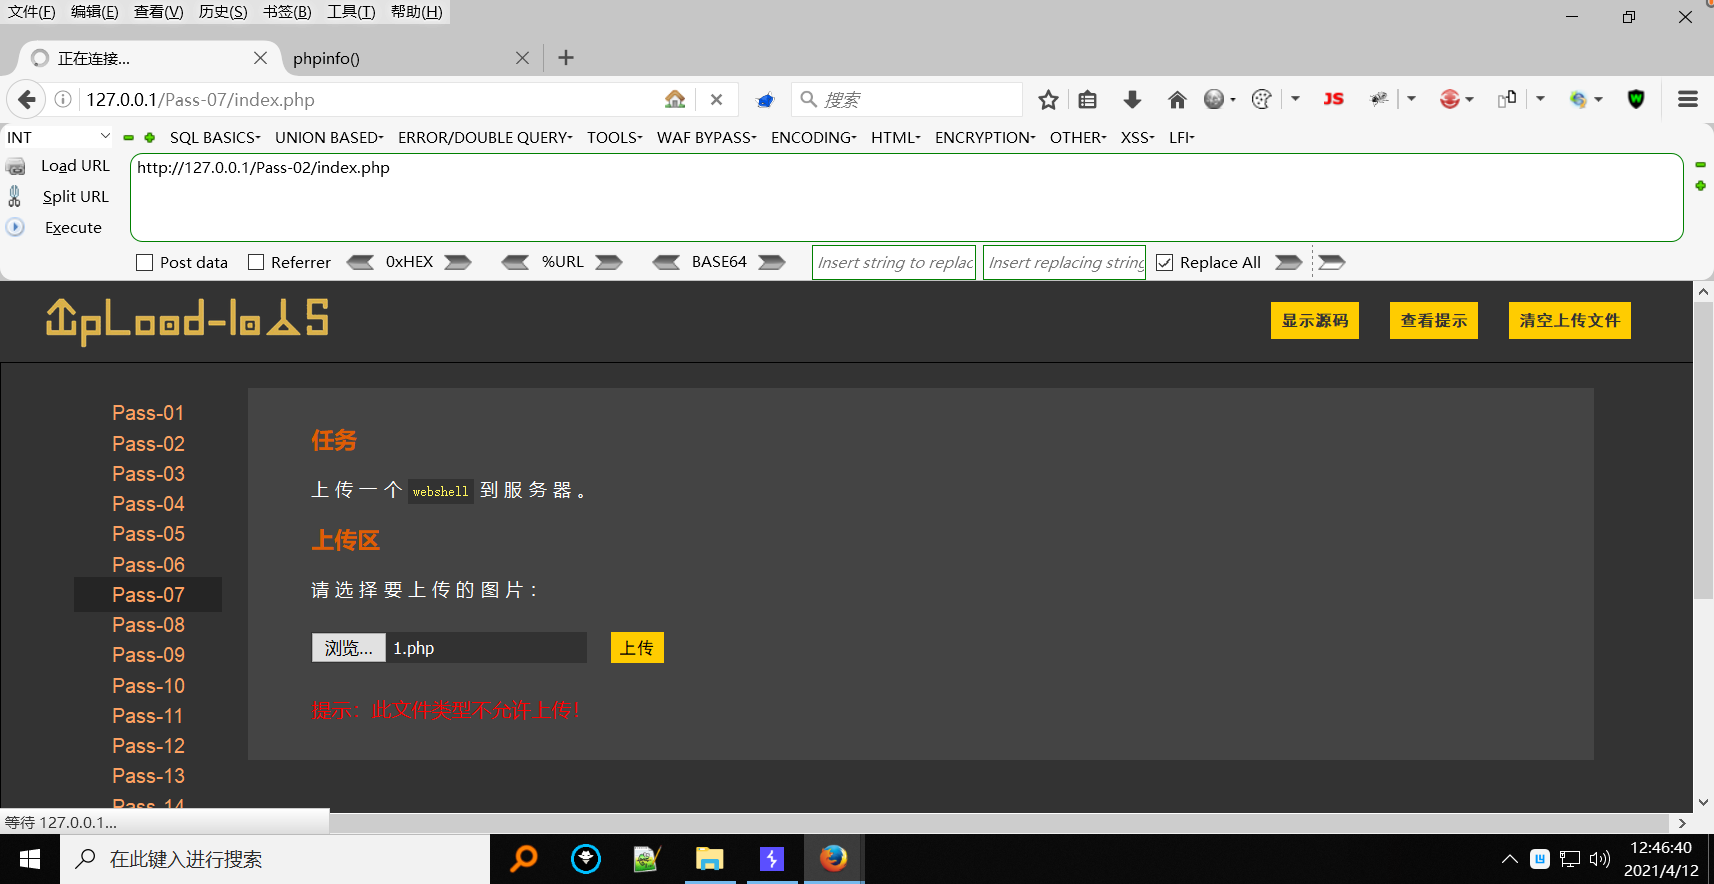 文件(F) 编辑(E) 查看(V) 历史(S) 书签(B) 工具(T) 帮助(H)
正在连接... phpinfo()
127.0.0.1/Pass-07/index.php 搜索 JS
INT SQL BASICS UNION BASED ERROR/DOUBLE QUERY TOOLS WAF BYPASS ENCODING HTML ENCRYPTION OTHER XSS LFI
Load URL http://127.0.0.1/Pass-02/index.php
Split URL
Execute
Post data Referrer 0xHEX %URL BASE64 Insert string to replac Insert replacing string Replace All
UpLoad-labs 显示源码 查看提示 清空上传文件
Pass-01
Pass-02
Pass-03
Pass-04
Pass-05
Pass-06
Pass-07
Pass-08
Pass-09
Pass-10
Pass-11
Pass-12
Pass-13
Pass-14
任务
上传一个 webshell 到服务器。
上传区
请选择要上传的图片：
浏览... 1.php 上传
提示：此文件类型不允许上传！
等待 127.0.0.1...
在此键入进行搜索
12:46:40
2021/4/12